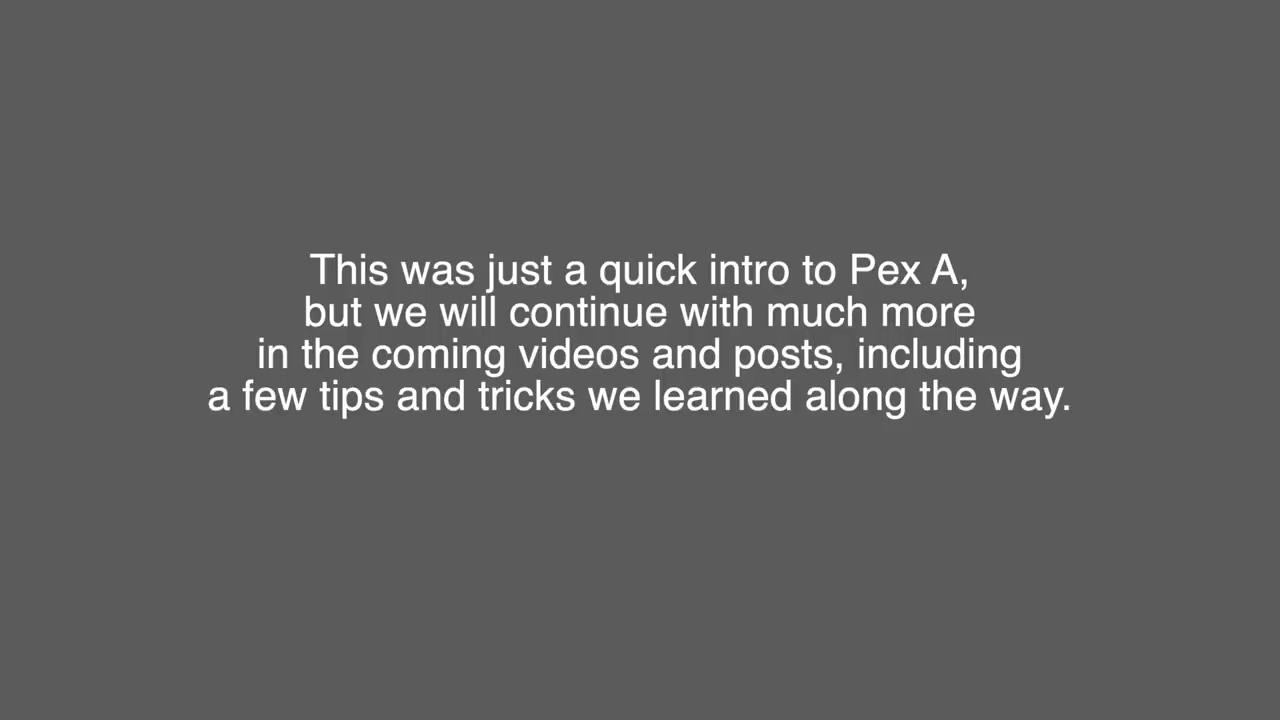 This was just a quick intro to Pex A,
but we will continue with much more
in the coming videos and posts, including
a few tips and tricks we learned along the way.